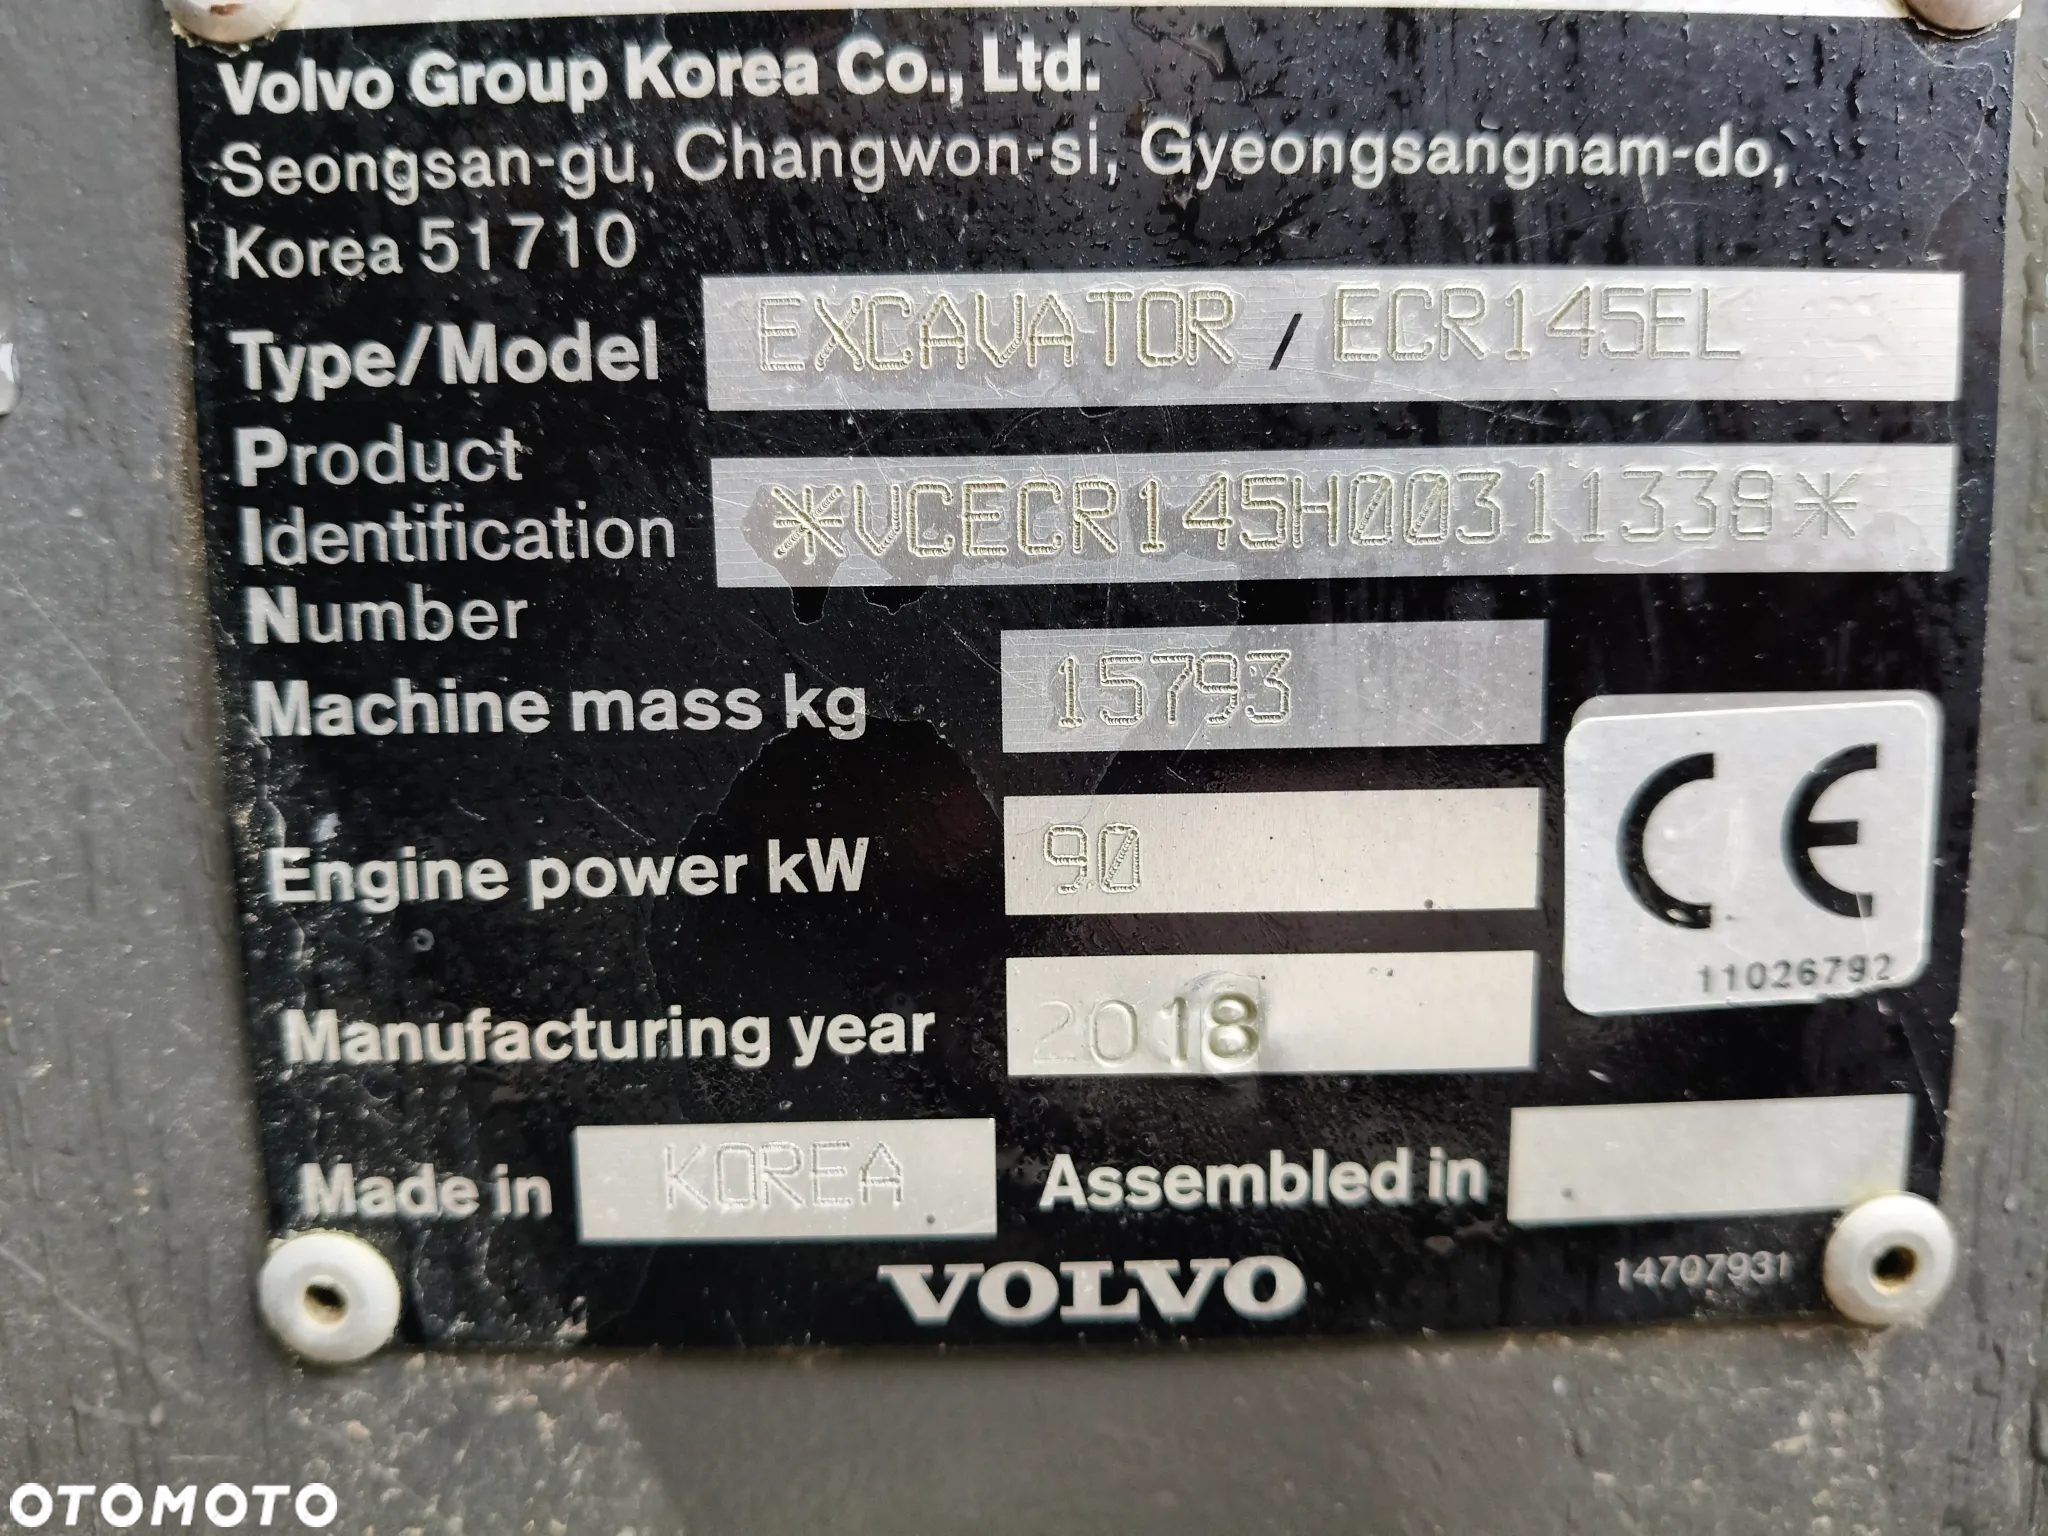 Volvo Group Korea Co., Ltd.
Seongsan-gu, Changwon-si, Gyeongsangnam-do,
Korea 51710
Type/Model EXCAVATOR / ECR145EL
Product
Identification *VCECR145H00311338*
Number
Machine mass kg 15793
Engine power kW 90
Manufacturing year 2018
11026792
Made in KOREA Assembled in
VOLVO 14707931
OTOMOTO